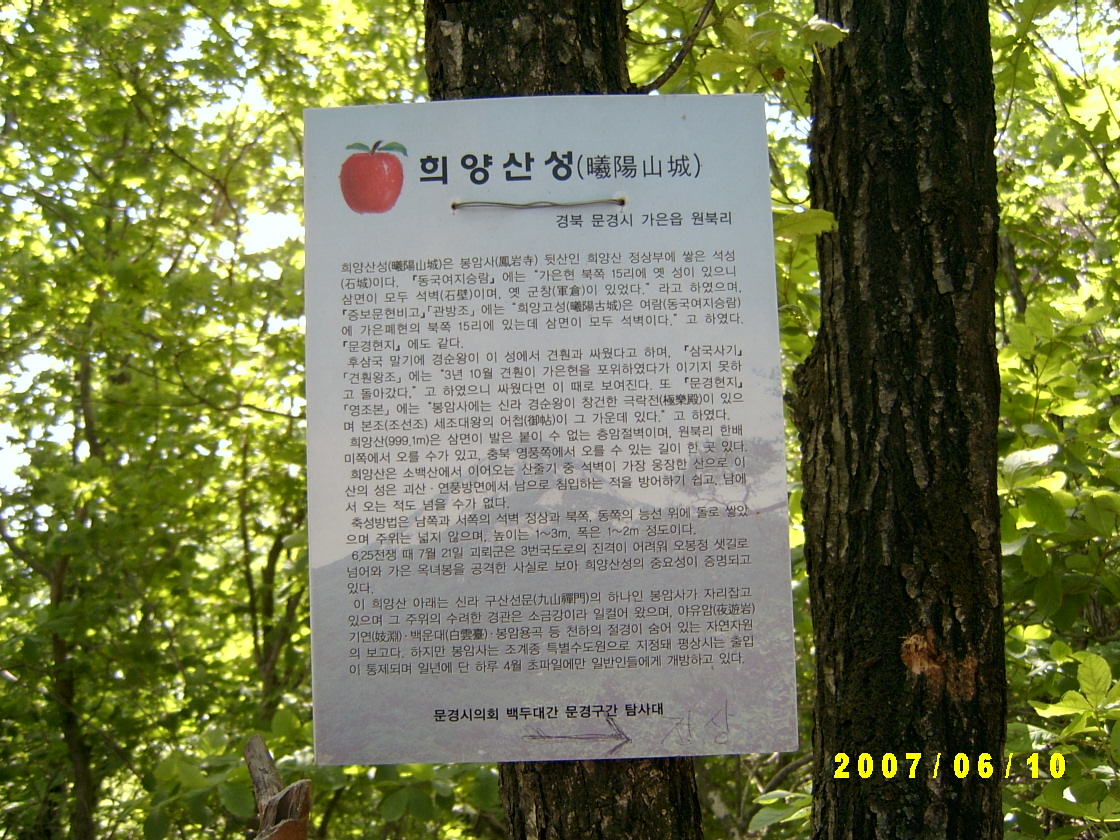 희양산성(曦陽山城)
경북 문경시 가은읍 원북리
희양산성(曦陽山城)은 봉암사(鳳岩寺) 뒷산인 희양산 정상부에 쌓은 석성
(石城)이다. 『동국여지승람』에는 "가은현 북쪽 15리에 옛 성이 있으니
삼면이 모두 석벽(石壁)이며, 옛 군창(軍倉)이 있었다." 라고 하였으며,
『증보문헌비고』「관방조」에는 "희양고성(曦陽古城)은 여람(동국여지승람)
에 가은폐현의 북쪽 15리에 있는데 삼면이 모두 석벽이다." 고 하였다.
『문경현지』에도 같다.
후삼국 말기에 경순왕이 이 성에서 견훤과 싸웠다고 하며, 『삼국사기』
「견훤왕조」에는 "3년 10월 견훤이 가은현을 포위하였다가 이기지 못하
고 돌아갔다." 고 하였으니 싸웠다면 이 때로 보여진다. 또 『문경현지』
「영조본」에는 "봉암사에는 신라 경순왕이 창건한 극락전(極樂殿)이 있으
며 본조(조선조) 세조대왕의 어첩(御帖)이 그 가운데 있다." 고 하였다.
희양산(999.1m)은 삼면이 발은 붙이 수 없는 층암절벽이며, 원북리 한배
미쪽에서 오를 수가 있고, 충북 영풍쪽에서 오를 수 있는 길이 한 곳 있다.
희양산은 소백산에서 이어오는 산줄기 중 석벽이 가장 웅장한 산으로 이
산의 성은 괴산·연풍방면에서 남으로 침입하는 적을 방어하기 쉽고, 남에
서 오는 적도 넘을 수가 없다.
축성방법은 남쪽과 서쪽의 석벽 정상과 북쪽, 동쪽의 능선 위에 돌로 쌓았
으며 주위는 넓지 않으며, 높이는 1~3m, 폭은 1~2m 정도이다.
6.25전쟁 때 7월 21일 괴뢰군은 3번국도로의 진격이 어려워 오봉정 샛길로
넘어와 가은 옥녀봉을 공격한 사실로 보아 희양산성의 중요성이 증명되고
있다.
이 희양산 아래는 신라 구산선문(九山禪門)의 하나인 봉암사가 자리잡고
있으며 그 주위의 수려한 경관은 소금강이라 일컬어 왔으며, 야유암(夜遊岩)
기연(妓淵)·백운대(白雲臺)·봉암용곡 등 천하의 절경이 숨어 있는 자연자원
의 보고다. 하지만 봉암사는 조계종 특별수도원으로 지정돼 평상시는 출입
이 통제되며 일년에 단 하루 4월 초파일에만 일반인들에게 개방하고 있다.
문경시의회 백두대간 문경구간 탐사대
정상
2007/06/10